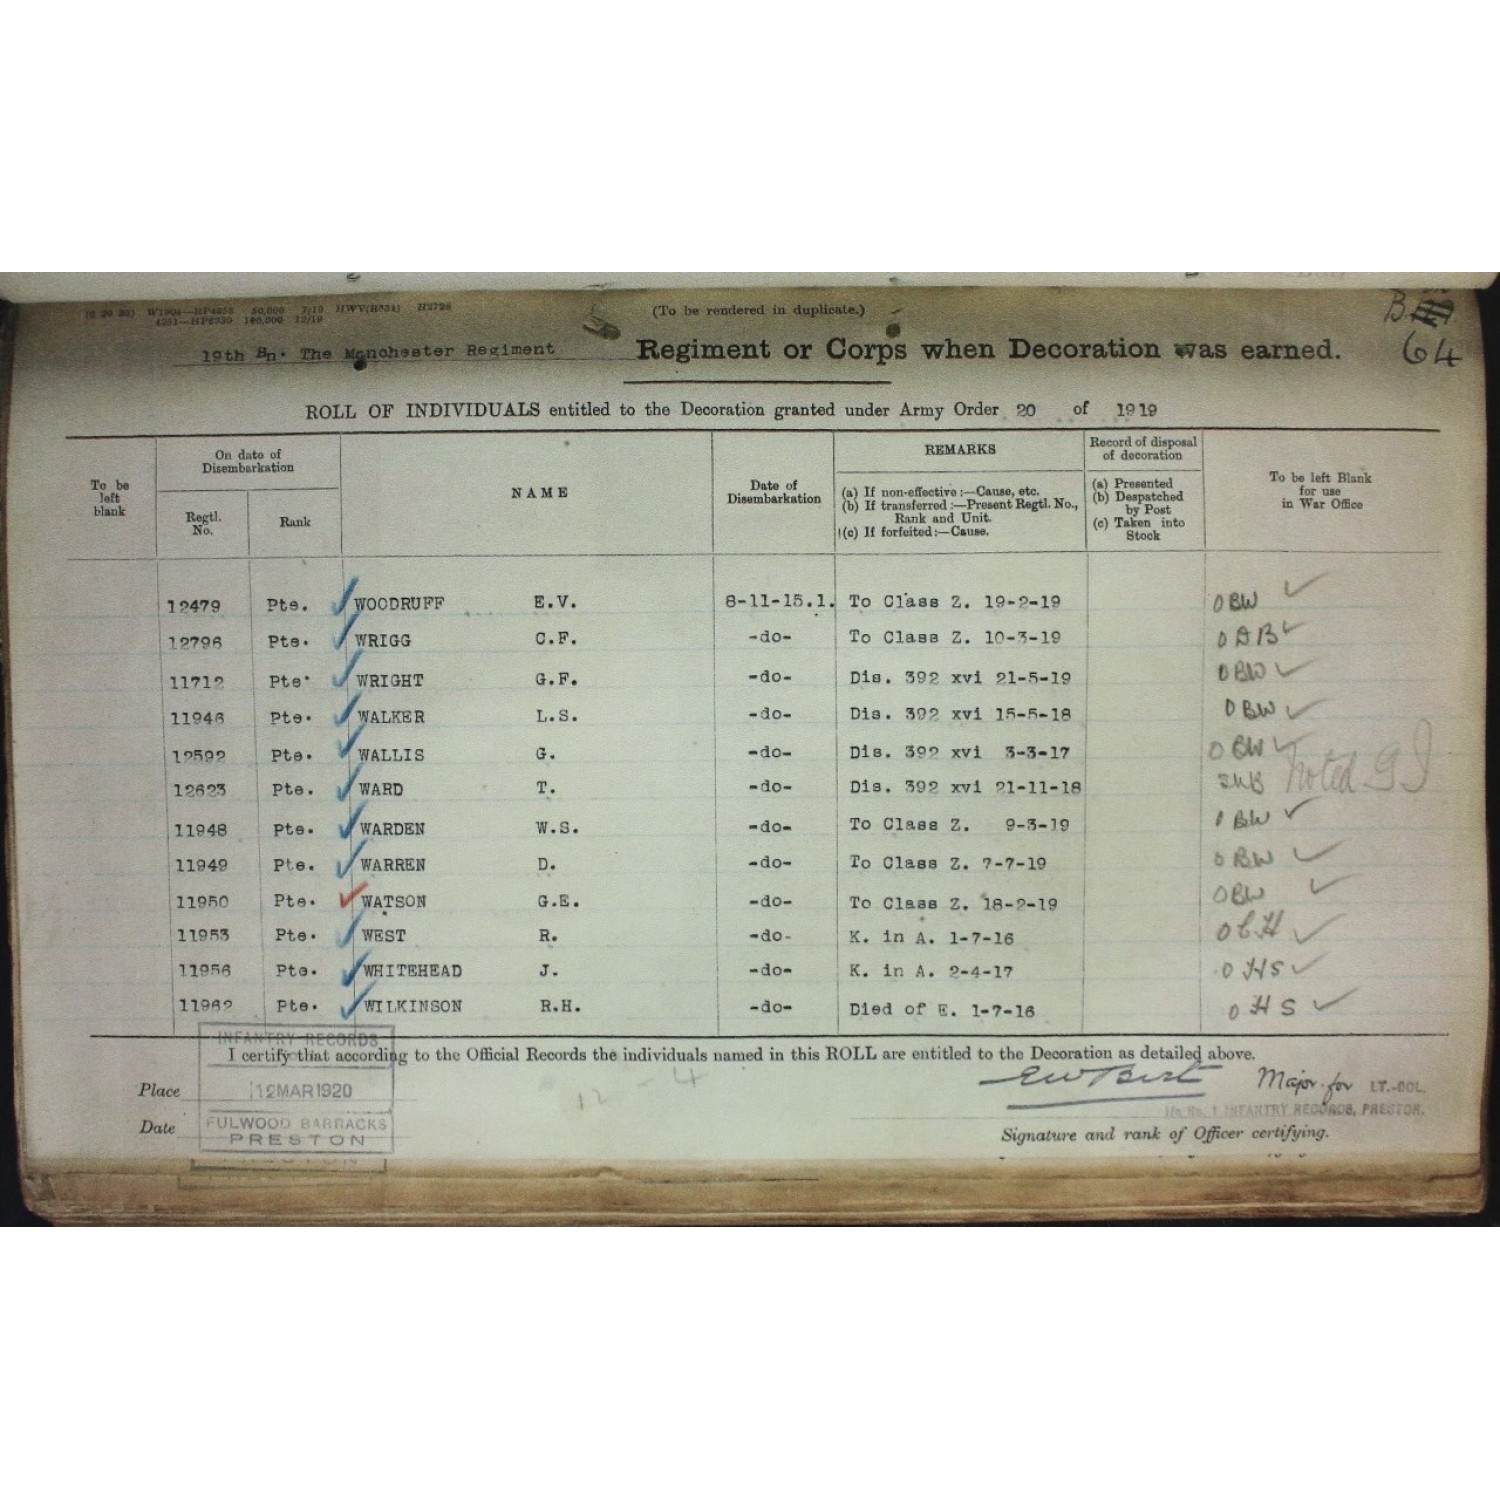 (To be rendered in duplicate.)
64
19th Bn. The Manchester Regiment Regiment or Corps when Decoration was earned.
ROLL OF INDIVIDUALS entitled to the Decoration granted under Army Order 20 of 1919
To be left blank
On date of Disembarkation
Regtl. No.
Rank
NAME
Date of Disembarkation
REMARKS
(a) If non-effective:—Cause, etc.
(b) If transferred:—Present Regtl. No., Rank and Unit.
(c) If forfeited:—Cause.
Record of disposal of decoration
(a) Presented
(b) Despatched by Post
(c) Taken into Stock
To be left Blank for use in War Office
12479 Pte. WOODRUFF E.V. 8-11-15.1. To Class Z. 19-2-19 O BW
12796 Pte. WRIGG C.F. -do- To Class Z. 10-3-19
11712 Pte. WRIGHT G.F. -do- Dis. 392 xvi 21-5-19 O BW
11946 Pte. WALKER L.S. -do- Dis. 392 xvi 15-5-18 O BW
12592 Pte. WALLIS G. -do- Dis. 392 xvi 3-3-17 O BW
12623 Pte. WARD T. -do- Dis. 392 xvi 21-11-18 noted
11948 Pte. WARDEN W.S. -do- To Class Z. 9-3-19 BW
11949 Pte. WARREN D. -do- To Class Z. 7-7-19 O BW
11950 Pte. WATSON G.E. -do- To Class Z. 18-2-19 O BW
11953 Pte. WEST R. -do- K. in A. 1-7-16
11956 Pte. WHITEHEAD J. -do- K. in A. 2-4-17 O HS
11962 Pte. WILKINSON R.H. -do- Died of E. 1-7-16 O HS
INFANTRY RECORDS
I certify that according to the Official Records the individuals named in this ROLL are entitled to the Decoration as detailed above.
Place
12 MAR 1920
Major for LT.-COL.
I/c No. 1 INFANTRY RECORDS, PRESTON.
Date
FULWOOD BARRACKS
PRESTON
Signature and rank of Officer certifying.